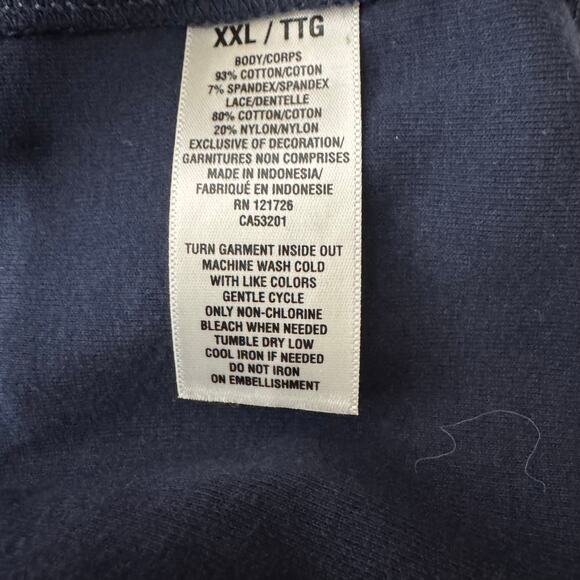 XXL / TTG
BODY/CORPS
93% COTTON/COTON
7% SPANDEX/SPANDEX
LACE/DENTELLE
80% COTTON/COTON
20% NYLON/NYLON
EXCLUSIVE OF DECORATION/
GARNITURES NON COMPRISES
MADE IN INDONESIA/
FABRIQUÉ EN INDONESIE
RN 121726
CA53201
TURN GARMENT INSIDE OUT
MACHINE WASH COLD
WITH LIKE COLORS
GENTLE CYCLE
ONLY NON-CHLORINE
BLEACH WHEN NEEDED
TUMBLE DRY LOW
COOL IRON IF NEEDED
DO NOT IRON
ON EMBELLISHMENT